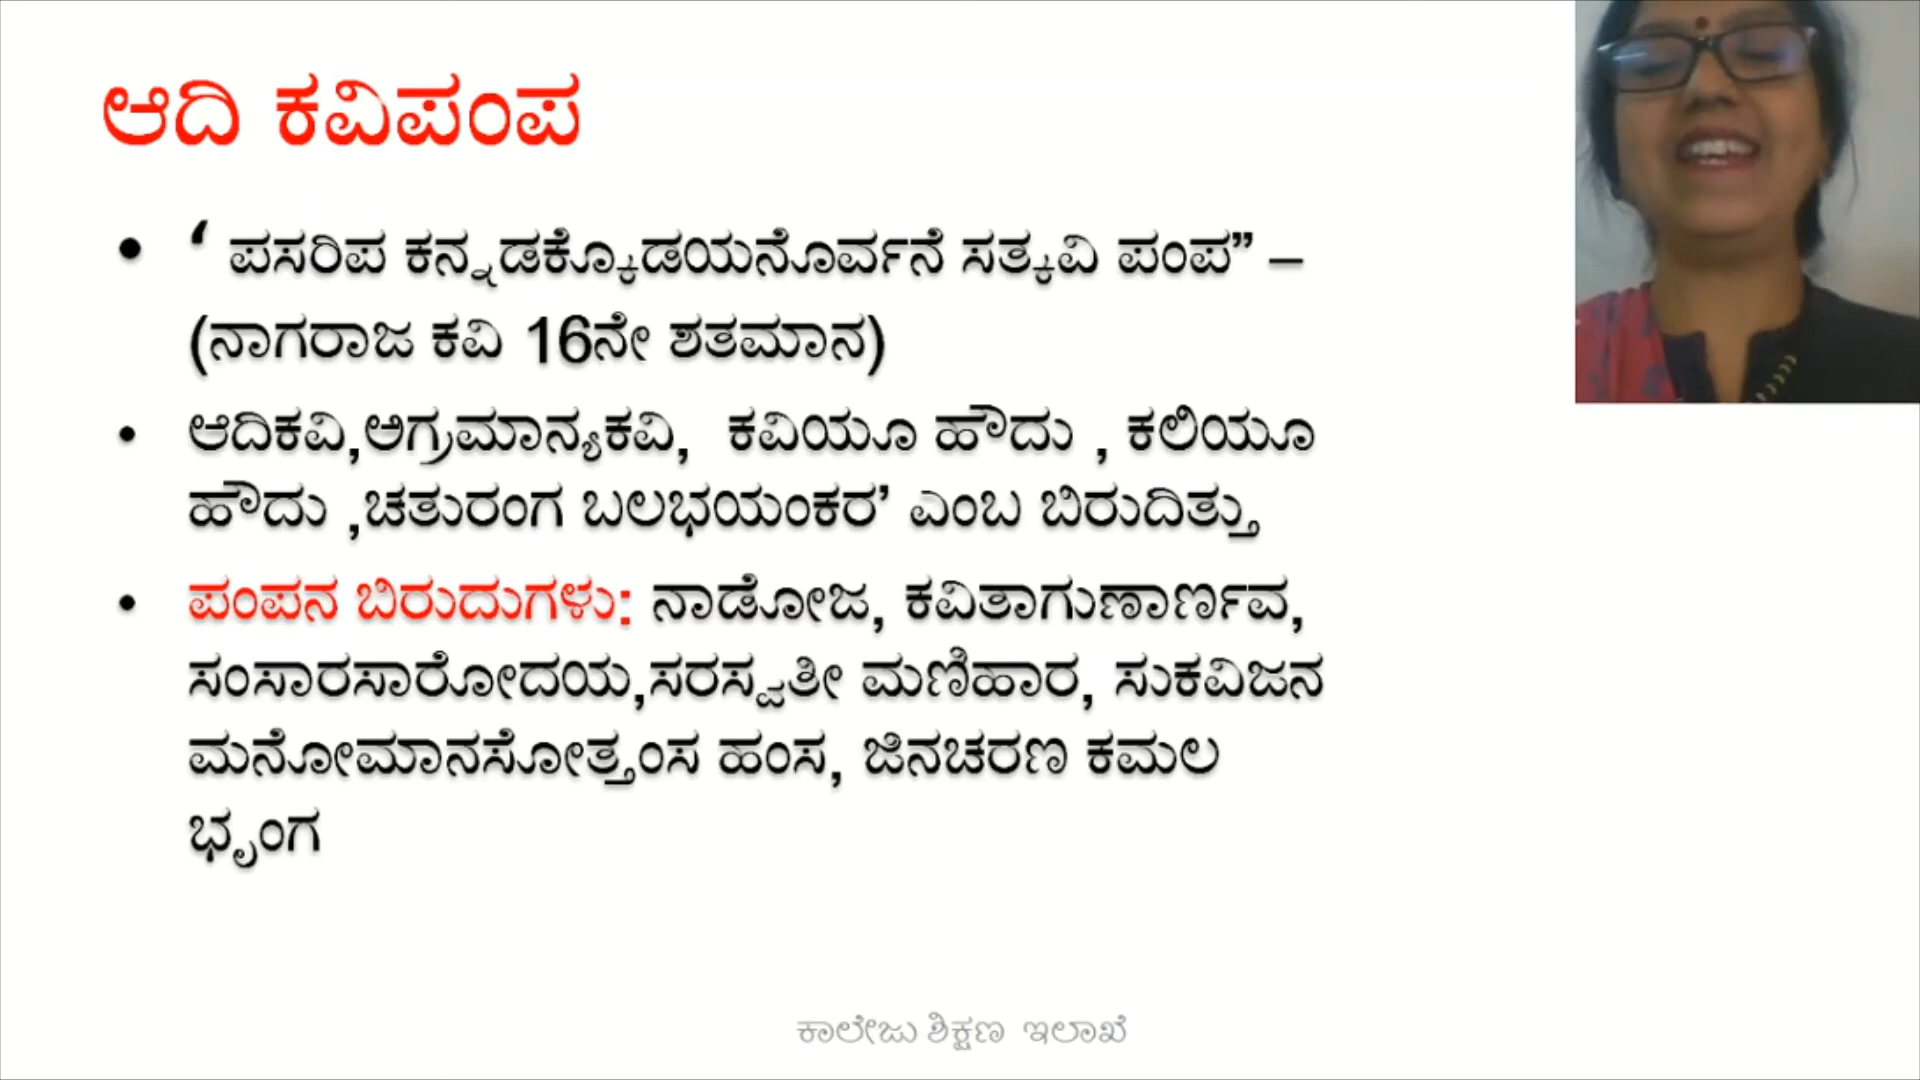 ಆದಿ ಕವಿಪಂಪ
• ‘ ಪಸರಿಪ ಕನ್ನಡಕ್ಕೊಡೆಯನೊರ್ವನೆ ಸತ್ಕವಿ ಪಂಪ” –
(ನಾಗರಾಜ ಕವಿ 16ನೇ ಶತಮಾನ)
• ಆದಿಕವಿ,ಅಗ್ರಮಾನ್ಯಕವಿ, ಕವಿಯೂ ಹೌದು , ಕಲಿಯೂ
ಹೌದು ,ಚತುರಂಗ ಬಲಭಯಂಕರ’ ಎಂಬ ಬಿರುದಿತ್ತು
• ಪಂಪನ ಬಿರುದುಗಳು: ನಾಡೋಜ, ಕವಿತಾಗುಣಾರ್ಣವ,
ಸಂಸಾರಸಾರೋದಯ,ಸರಸ್ವತೀ ಮಣಿಹಾರ, ಸುಕವಿಜನ
ಮನೋಮಾನಸೋತ್ತಂಸ ಹಂಸ, ಜಿನಚರಣ ಕಮಲ
ಭೃಂಗ
ಕಾಲೇಜು ಶಿಕ್ಷಣ ಇಲಾಖೆ